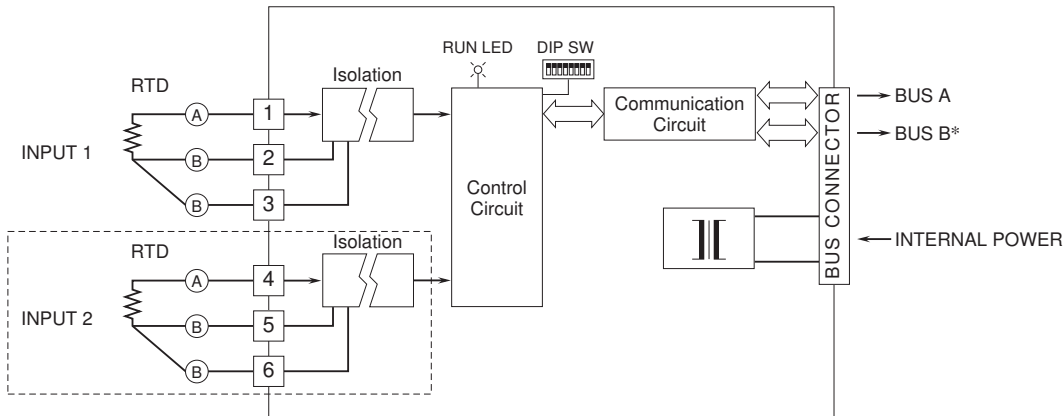 RUN LED
DIP SW
Isolation
RTD
INPUT 1
A
B
B
1
2
3
Control
Circuit
Communication
Circuit
BUS CONNECTOR
BUS A
BUS B*
INTERNAL POWER
Isolation
RTD
INPUT 2
A
B
B
4
5
6